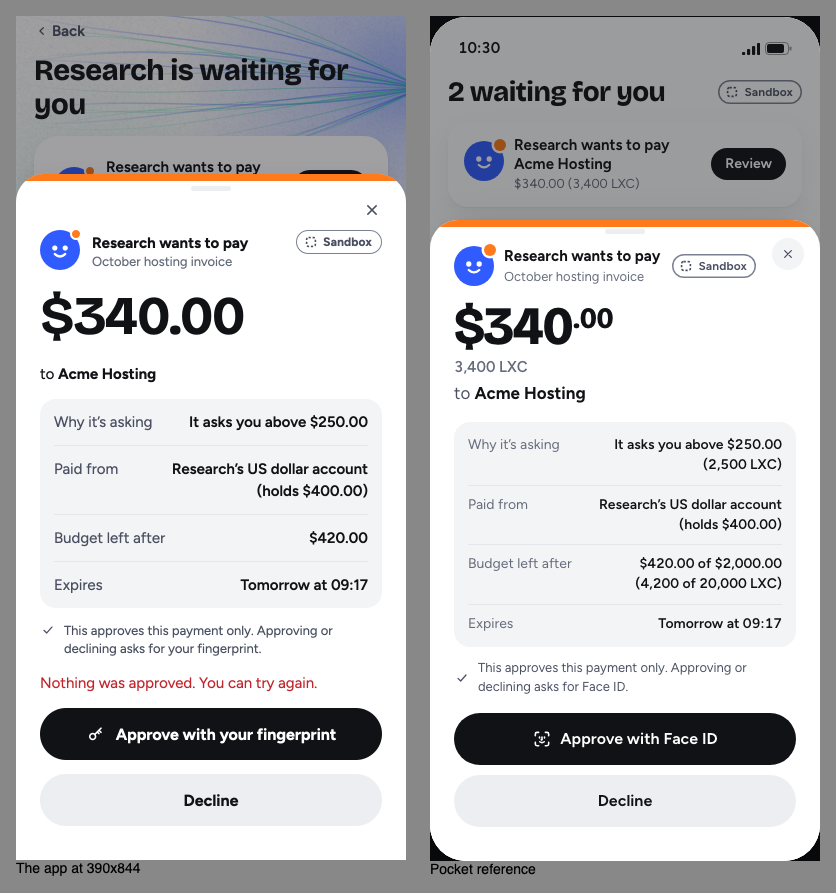 Back
Research is waiting for
you
Research wants to pay
Research wants to pay
October hosting invoice
Sandbox
$340.00
to Acme Hosting
Why it's asking
It asks you above $250.00
Paid from
Research's US dollar account
(holds $400.00)
Budget left after
$420.00
Expires
Tomorrow at 09:17
This approves this payment only. Approving or
declining asks for your fingerprint.
Nothing was approved. You can try again.
Approve with your fingerprint
Decline
The app at 390x844
10:30
2 waiting for you
Sandbox
Research wants to pay
Acme Hosting
$340.00 (3,400 LXC)
Review
Research wants to pay
October hosting invoice
Sandbox
$340.00
3,400 LXC
to Acme Hosting
Why it's asking
It asks you above $250.00
(2,500 LXC)
Paid from
Research's US dollar account
(holds $400.00)
Budget left after
$420.00 of $2,000.00
(4,200 of 20,000 LXC)
Expires
Tomorrow at 09:17
This approves this payment only. Approving or
declining asks for Face ID.
Approve with Face ID
Decline
Pocket reference